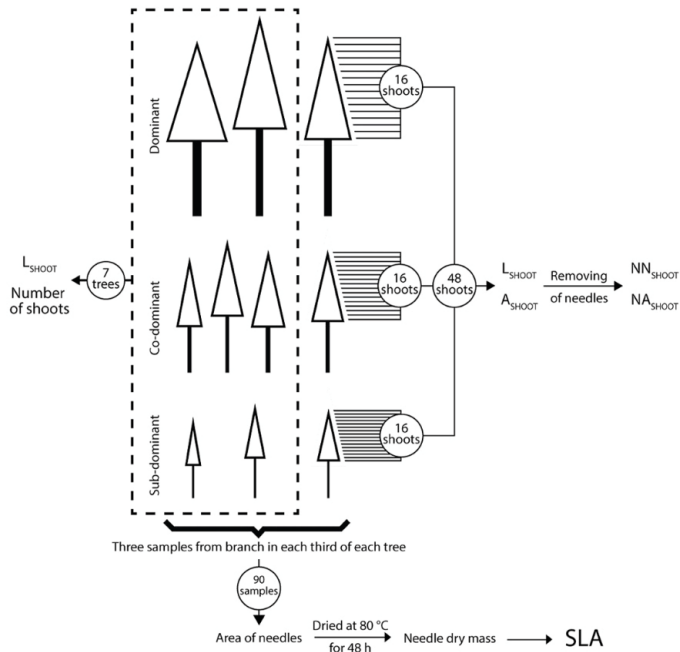 Dominant
16
shoots
L_SHOOT
Number
of shoots
7
trees
Co-dominant
16
shoots
48
shoots
L_SHOOT
A_SHOOT
Removing
of needles
NN_SHOOT
NA_SHOOT
Sub-dominant
16
shoots
Three samples from branch in each third of each tree
90
samples
Area of needles
Dried at 80 °C
for 48 h
Needle dry mass
SLA